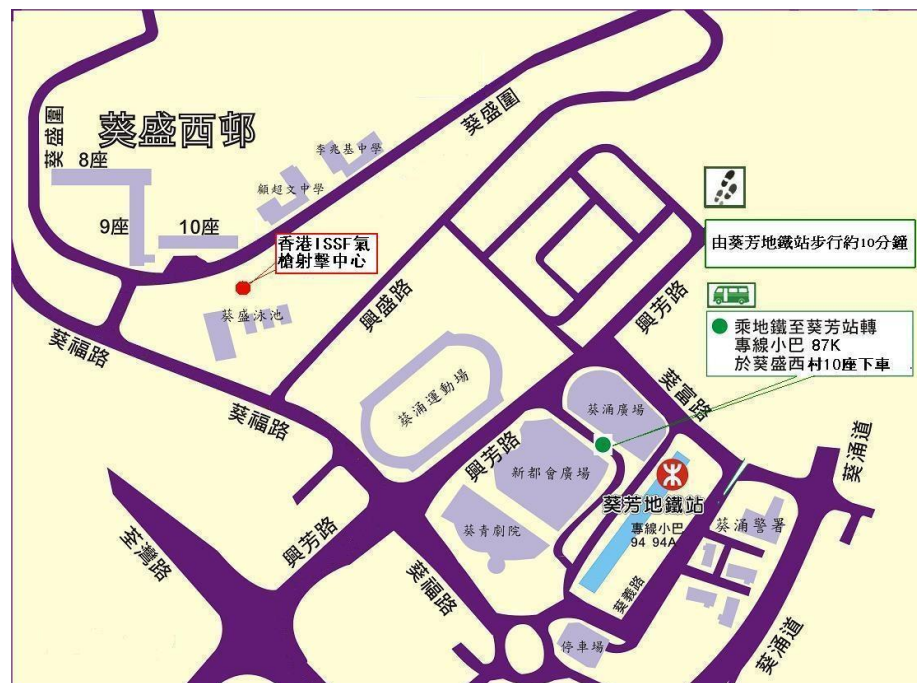 葵盛圍
葵盛西邨
8座
9座
10座
李兆基中學
顧超文中學
葵盛圍
香港ISSF氣
槍射擊中心
葵盛泳池
由葵芳地鐵站步行約10分鐘
乘地鐵至葵芳站轉
專線小巴 87K
於葵盛西村10座下車
興盛路
興芳路
葵福路
葵福路
葵涌運動場
葵涌廣場
葵富路
興芳路
新都會廣場
葵涌道
葵芳地鐵站
專線小巴
94 94A
葵涌警署
葵青劇院
荃灣路
興芳路
葵福路
葵義路
停車場
葵涌道